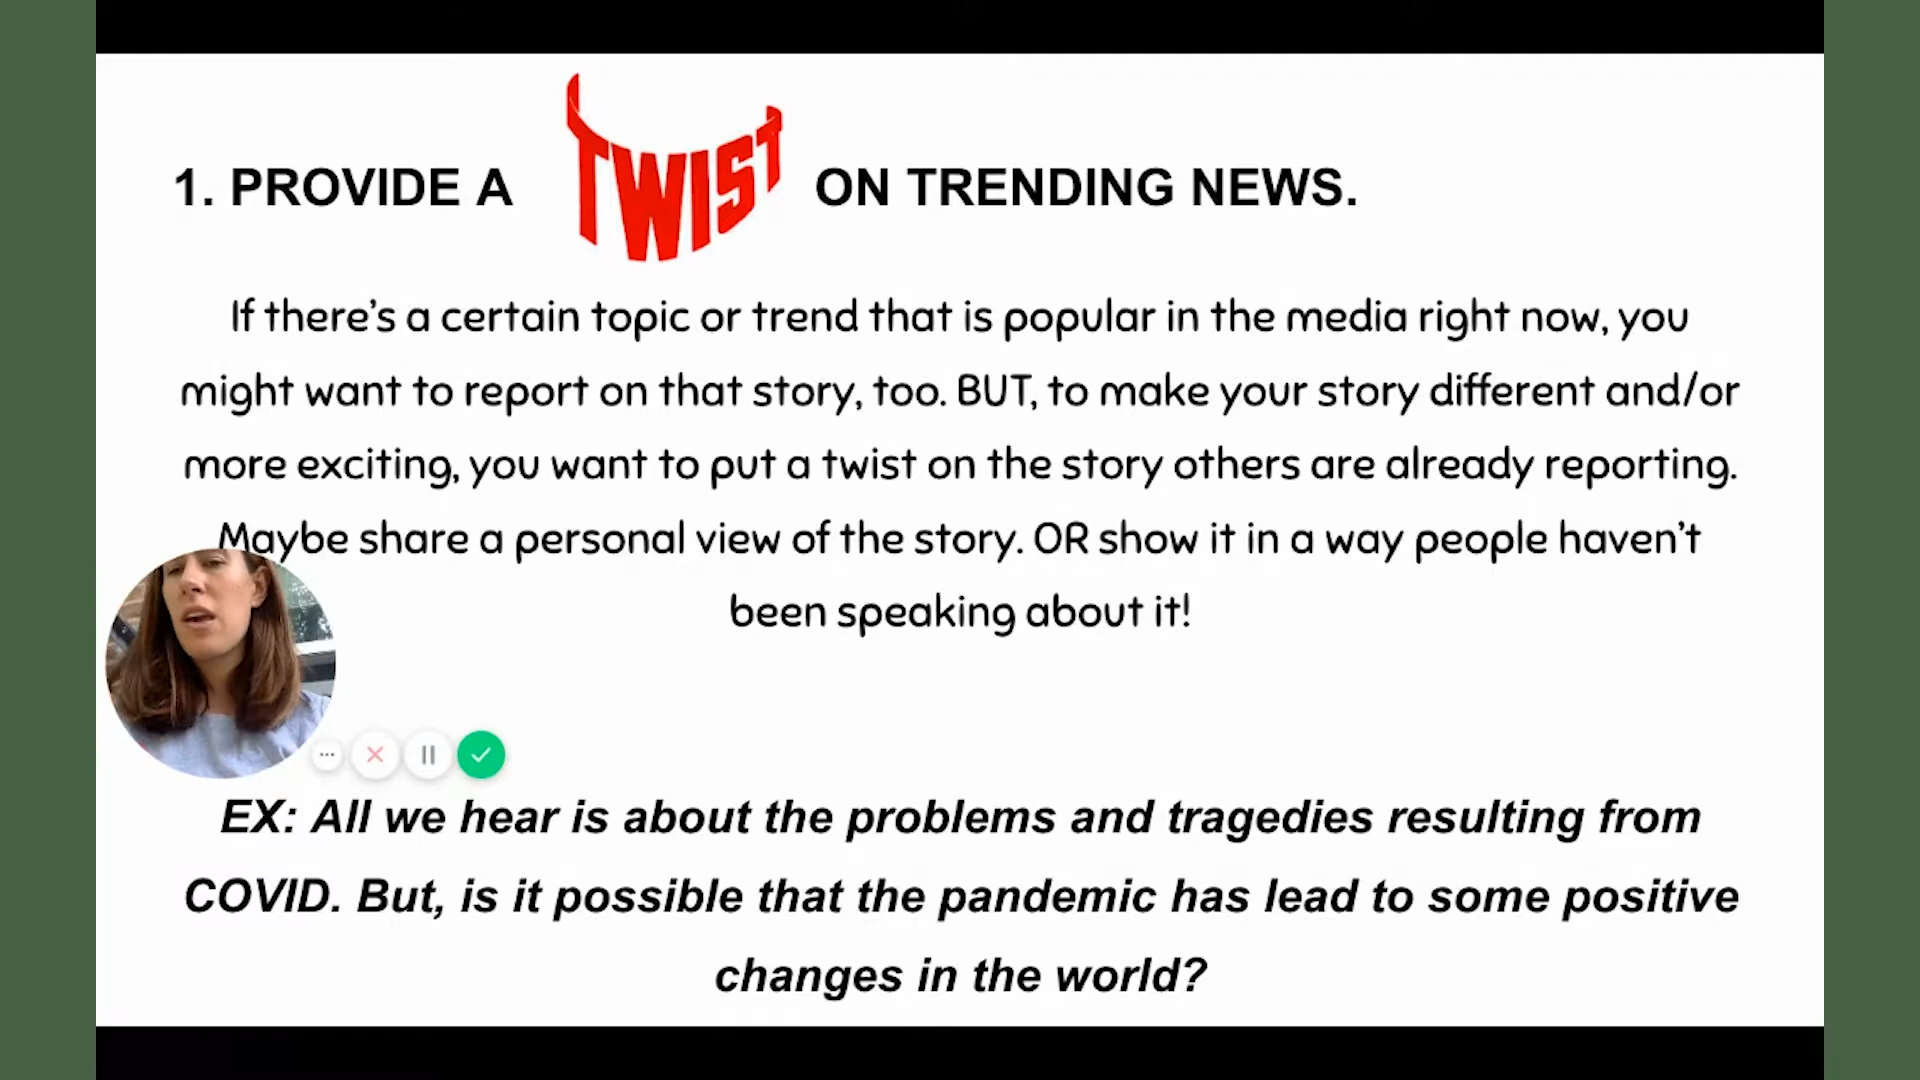 1. PROVIDE A TWIST ON TRENDING NEWS.
If there's a certain topic or trend that is popular in the media right now, you
might want to report on that story, too. BUT, to make your story different and/or
more exciting, you want to put a twist on the story others are already reporting.
Maybe share a personal view of the story. OR show it in a way people haven't
been speaking about it!
EX: All we hear is about the problems and tragedies resulting from
COVID. But, is it possible that the pandemic has lead to some positive
changes in the world?